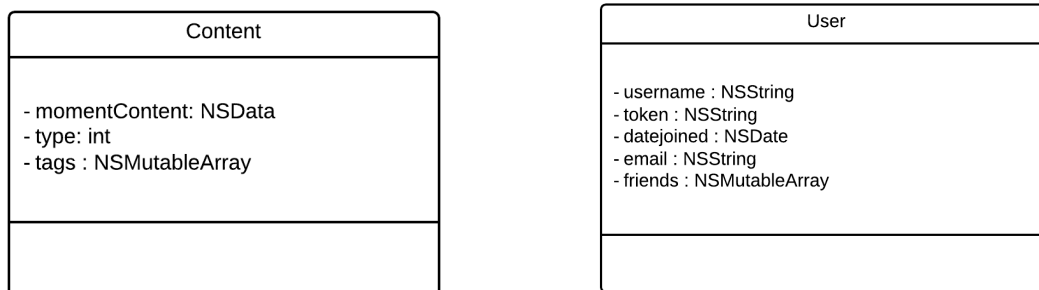 Content
- momentContent: NSData
- type: int
- tags : NSMutableArray
User
- username : NSString
- token : NSString
- datejoined : NSDate
- email : NSString
- friends : NSMutableArray